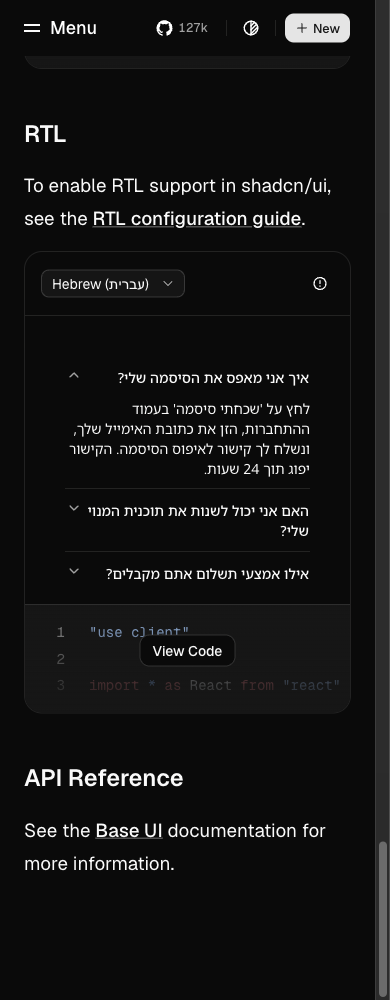 Menu 127k + New
RTL
To enable RTL support in shadcn/ui,
see the RTL configuration guide.
Hebrew (עברית)
איך אני מאפס את הסיסמה שלי?
לחץ על 'שכחתי סיסמה' בעמוד
ההתחברות, הזן את כתובת האימייל שלך,
ונשלח לך קישור לאיפוס הסיסמה. הקישור
יפוג תוך 24 שעות.
האם אני יכול לשנות את תוכנית המנוי
שלי?
אילו אמצעי תשלום אתם מקבלים?
1 "use client"
2
View Code
3 import * as React from "react"
API Reference
See the Base UI documentation for
more information.